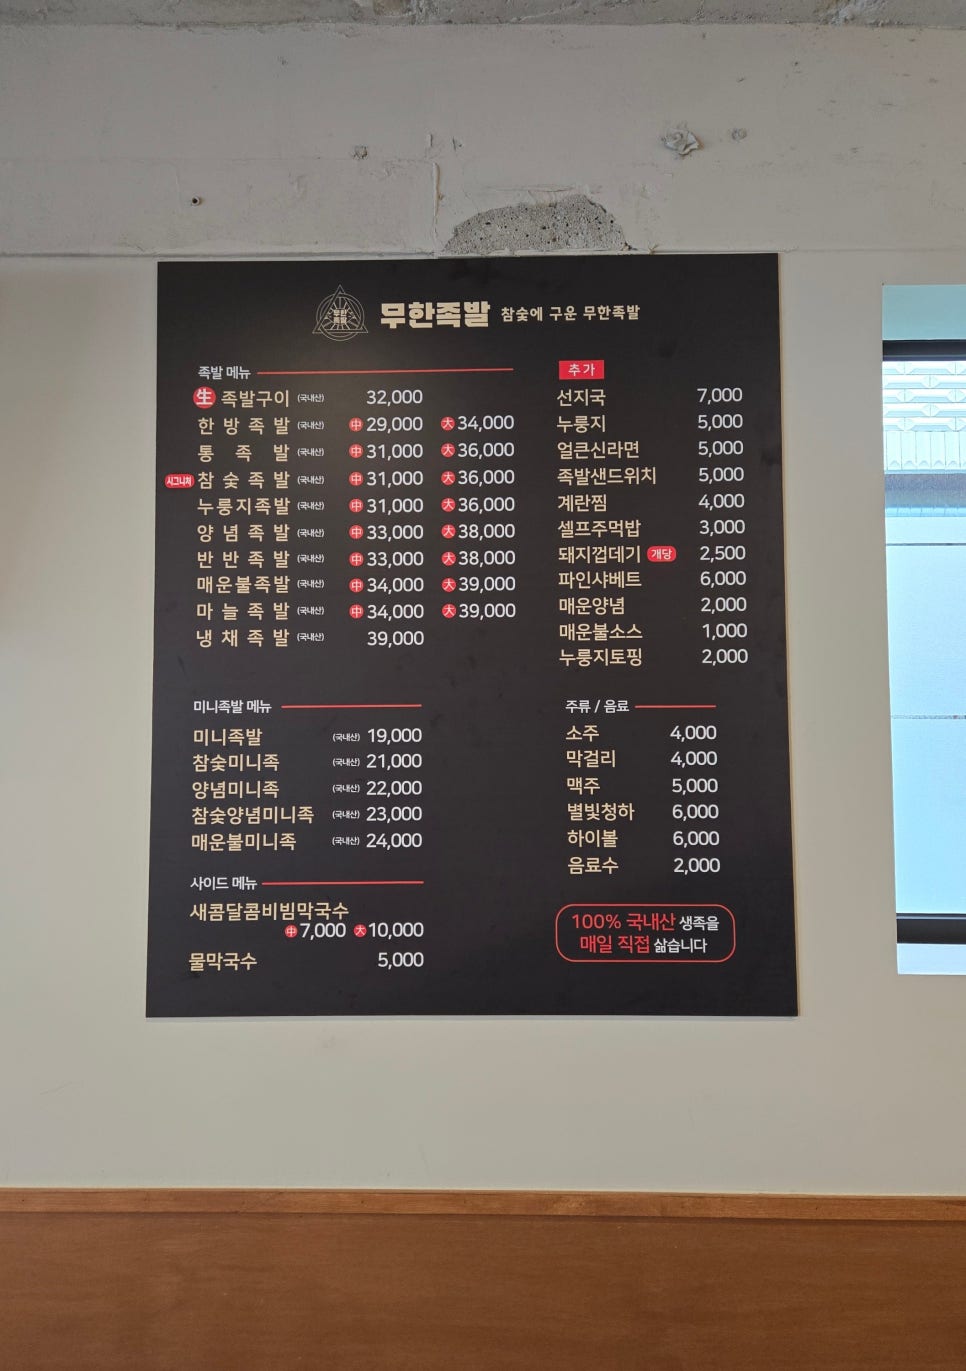 무한족발
무한족발 참숯에 구운 무한족발
족발 메뉴
生 족발구이 (국내산) 32,000
한방족발 (국내산) 中 29,000 大 34,000
통족발 (국내산) 中 31,000 大 36,000
시그니처 참숯족발 (국내산) 中 31,000 大 36,000
누룽지족발 (국내산) 中 31,000 大 36,000
양념족발 (국내산) 中 33,000 大 38,000
반반족발 (국내산) 中 33,000 大 38,000
매운불족발 (국내산) 中 34,000 大 39,000
마늘족발 (국내산) 中 34,000 大 39,000
냉채족발 (국내산) 39,000
미니족발 메뉴
미니족발 (국내산) 19,000
참숯미니족 (국내산) 21,000
양념미니족 (국내산) 22,000
참숯양념미니족 (국내산) 23,000
매운불미니족 (국내산) 24,000
사이드 메뉴
새콤달콤비빔막국수
中 7,000 大 10,000
물막국수 5,000
추가
선지국 7,000
누룽지 5,000
얼큰신라면 5,000
족발샌드위치 5,000
계란찜 4,000
셀프주먹밥 3,000
돼지껍데기 개당 2,500
파인샤베트 6,000
매운양념 2,000
매운불소스 1,000
누룽지토핑 2,000
주류 / 음료
소주 4,000
막걸리 4,000
맥주 5,000
별빛청하 6,000
하이볼 6,000
음료수 2,000
100% 국내산 생족을
매일 직접 삶습니다